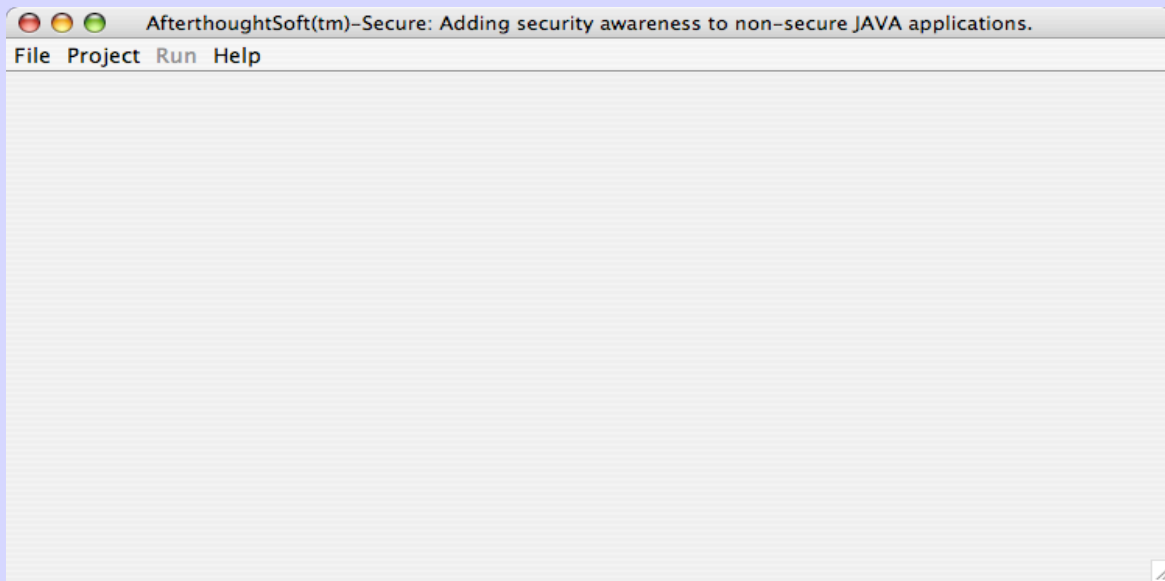 AfterthoughtSoft(tm)-Secure: Adding security awareness to non-secure JAVA applications.
File Project Run Help